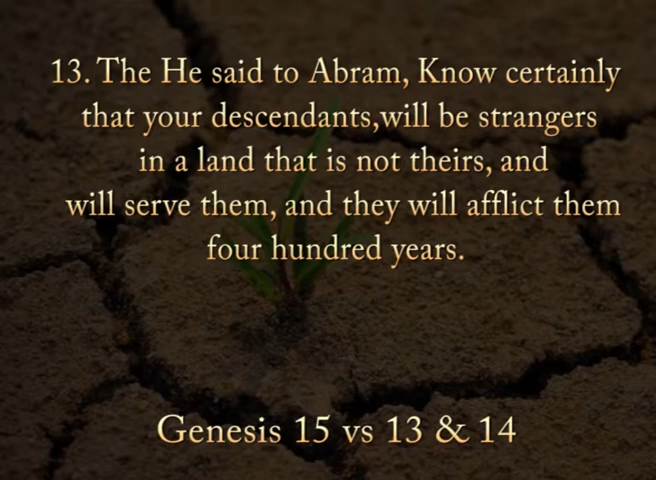 13. The He said to Abram, Know certainly
that your descendants,will be strangers
in a land that is not theirs, and
will serve them, and they will afflict them
four hundred years.
Genesis 15 vs 13 & 14